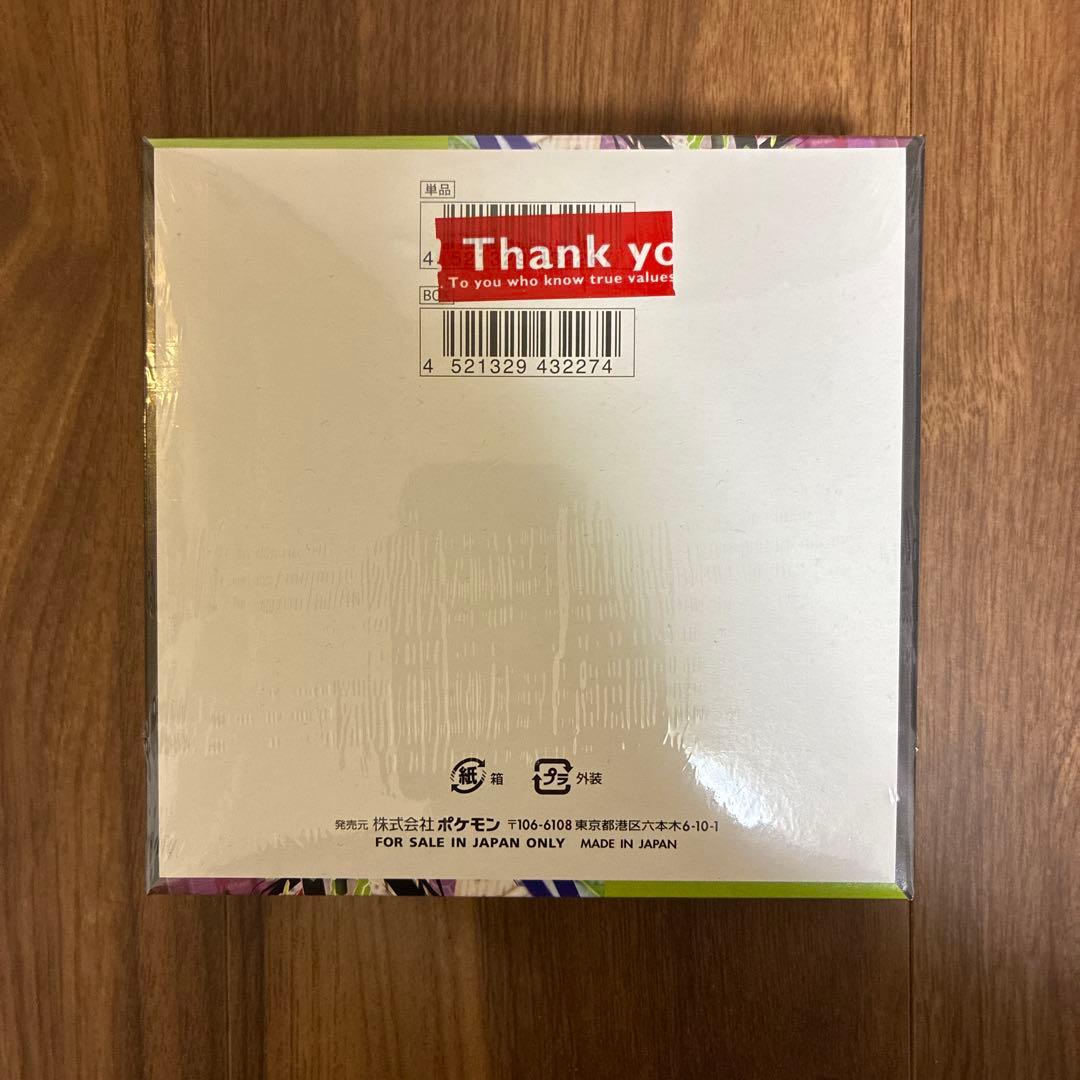 単品
Thank yo
To you who know true values
BOX
4 521329 432274
紙 箱 プラ 外装
発売元 株式会社 ポケモン 〒106-6108 東京都港区六本木6-10-1
FOR SALE IN JAPAN ONLY MADE IN JAPAN